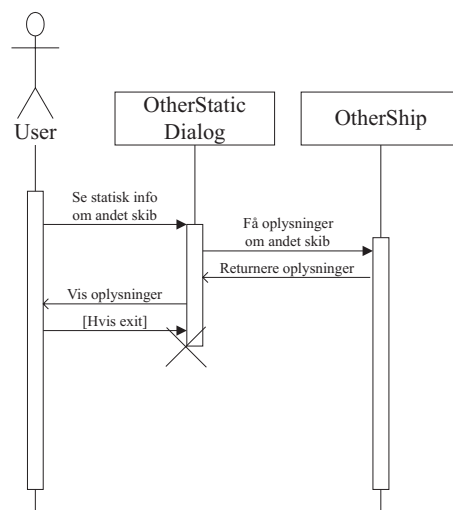 User
OtherStatic
Dialog
OtherShip
Se statisk info
om andet skib
Få oplysninger
om andet skib
Returnere oplysninger
Vis oplysninger
[Hvis exit]